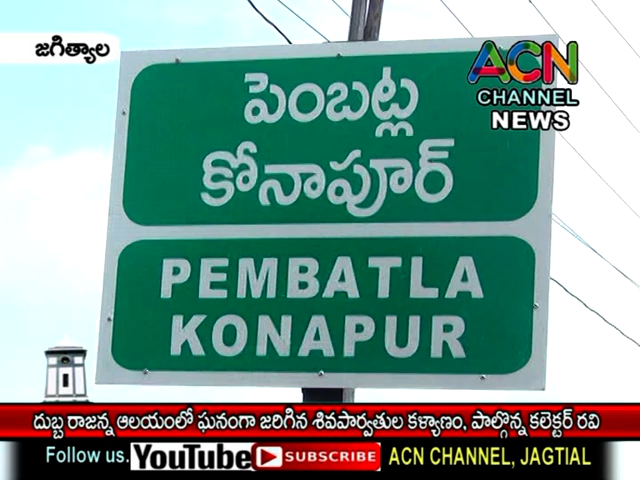 జగిత్యాల
ACN
CHANNEL
NEWS
పెంబట్ల
కోనాపూర్
PEMBATLA
KONAPUR
దుబ్బ రాజన్న ఆలయంలో ఘనంగా జరిగిన శివపార్వతుల కళ్యాణం, పాల్గొన్న కలెక్టర్ రవి
Follow us. YouTube SUBSCRIBE ACN CHANNEL, JAGTIAL